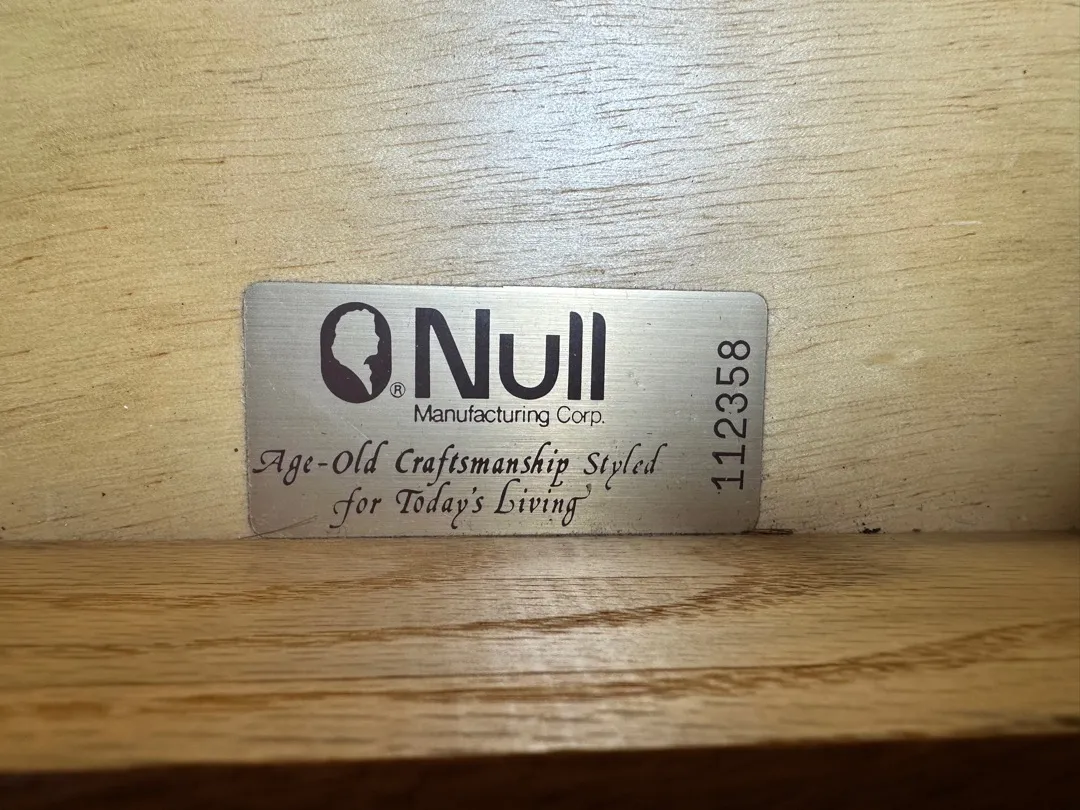 O® Null
Manufacturing Corp.
Age-Old Craftsmanship Styled
for Today's Living
112358